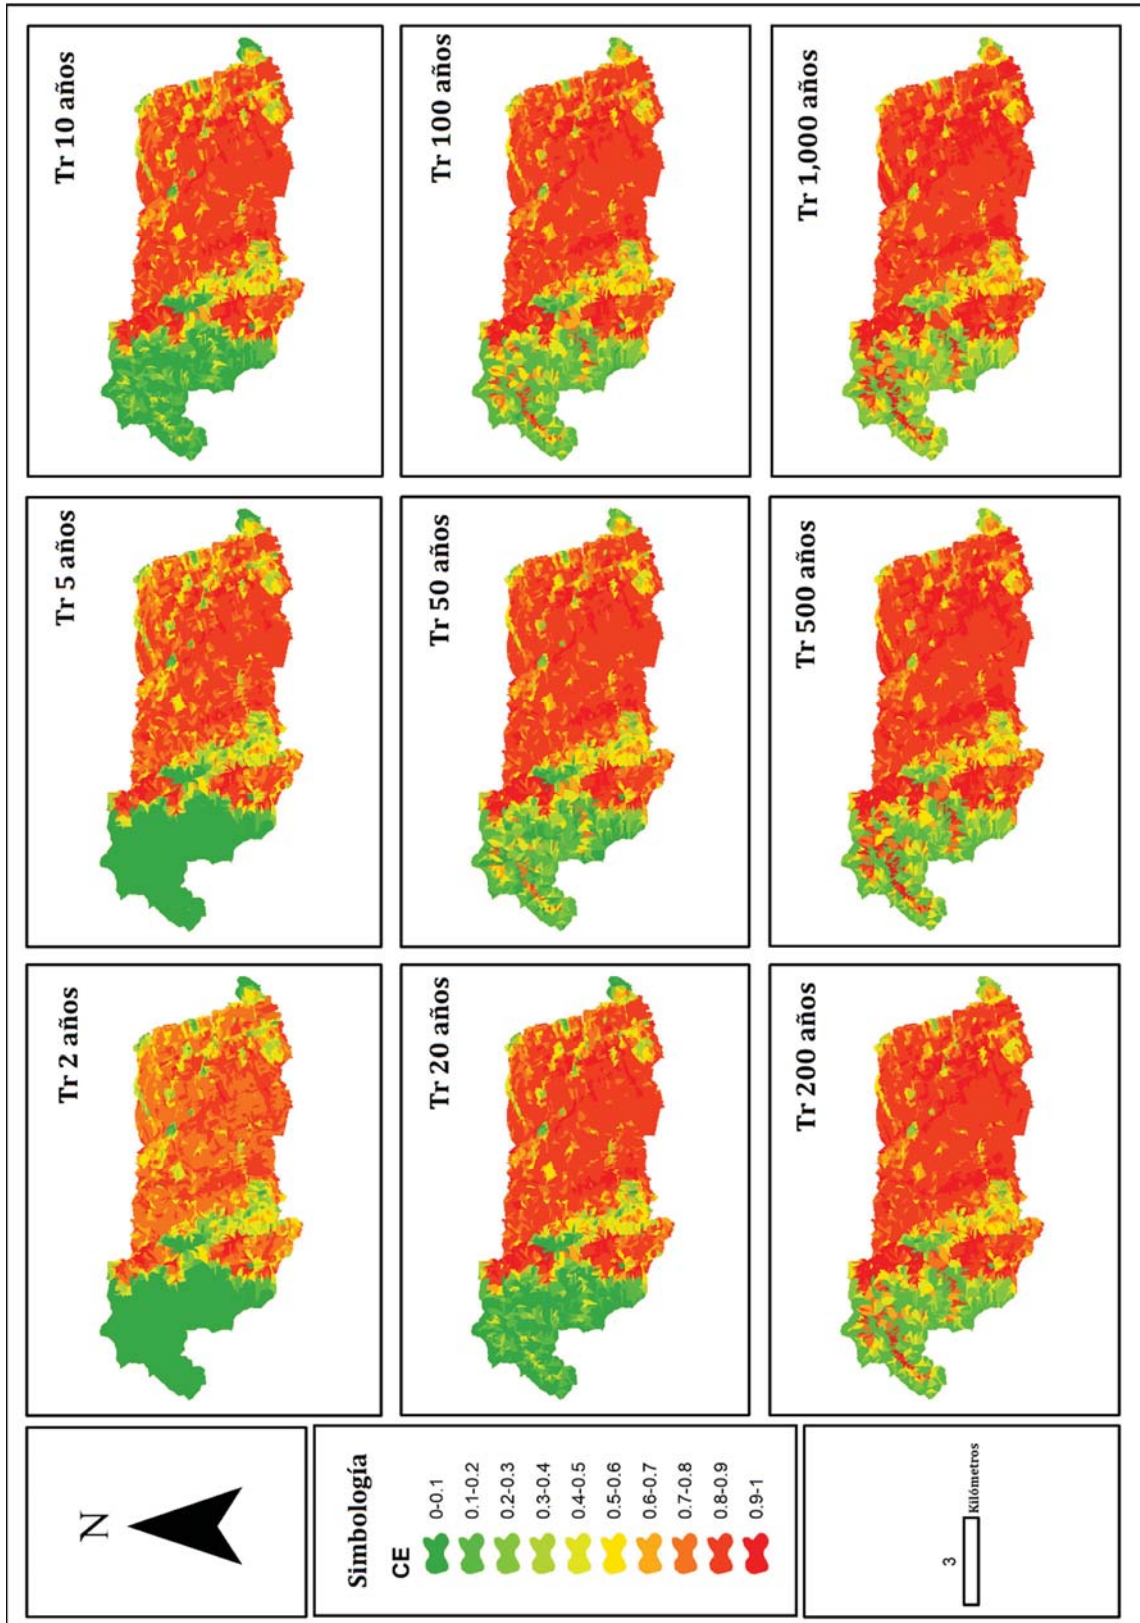 N
Tr 2 años
Tr 5 años
Tr 10 años
Simbología
CE
0-0.1
0.1-0.2
0.2-0.3
0.3-0.4
0.4-0.5
0.5-0.6
0.6-0.7
0.7-0.8
0.8-0.9
0.9-1
Tr 20 años
Tr 50 años
Tr 100 años
3
Kilómetros
Tr 200 años
Tr 500 años
Tr 1,000 años